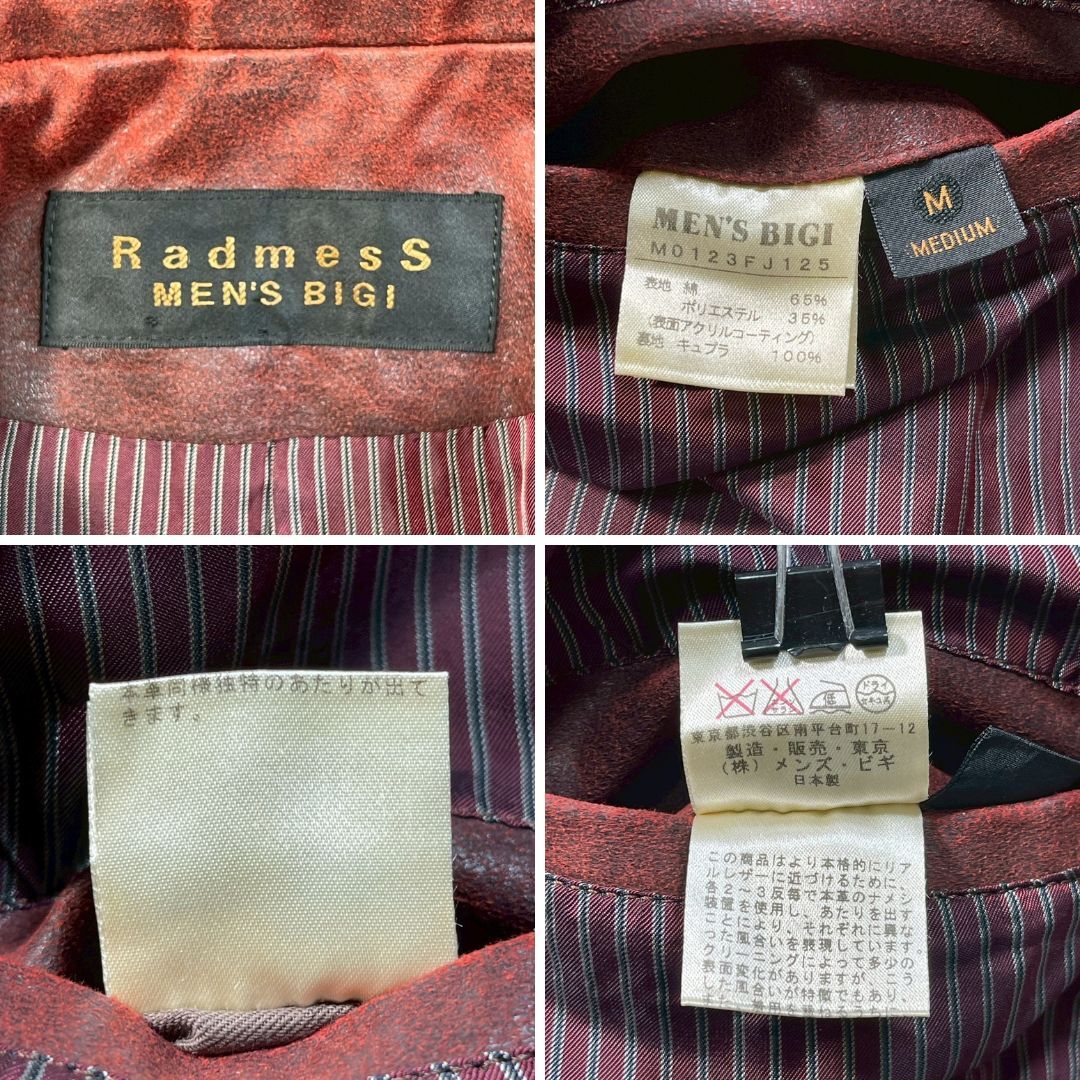 RadmesS
MEN'S BIGI
MEN'S BIGI
M0123FJ125
表地 綿 65%
ポリエステル 35%
(表面アクリルコーティング)
裏地 キュプラ 100%
M
MEDIUM
本革同様独特のあたりが出て
きます。
低
ドライ
セキユ系
東京都渋谷区南平台町17―12
製造・販売・東京
(株)メンズ・ビギ
日本製
この商品はより本格的にリア
ルレザーに近づけるために、
各2〜3反毎で本革のナメシ
装置を使用し、あたりを出す
ことにより、それぞれに異な
った風合いを表現しています。
クリーニングによって多少の
表面変化がありますが、こう
した風合いが特徴でもあり、